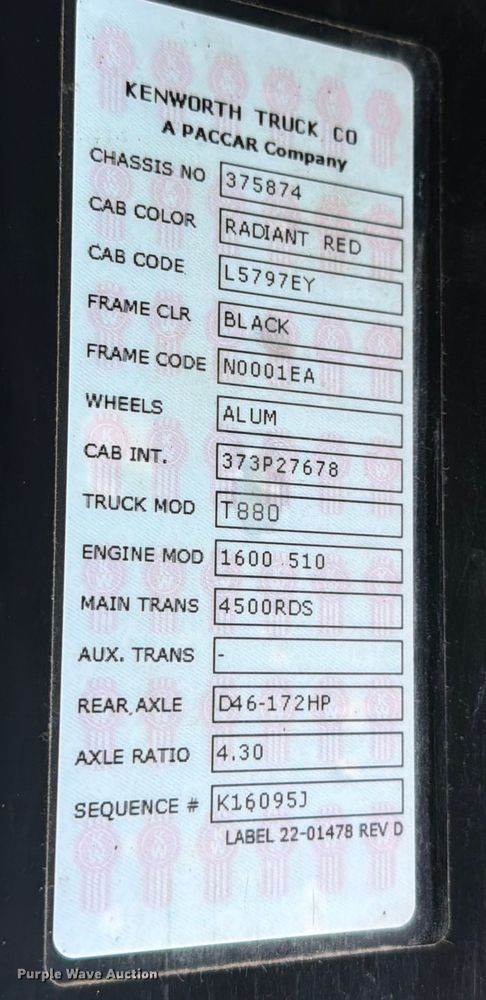 KENWORTH TRUCK CO
A PACCAR Company
CHASSIS NO 375874
CAB COLOR RADIANT RED
CAB CODE L5797EY
FRAME CLR BLACK
FRAME CODE N0001EA
WHEELS ALUM
CAB INT. 373P27678
TRUCK MOD T880
ENGINE MOD 1600 510
MAIN TRANS 4500RDS
AUX. TRANS -
REAR AXLE D46-172HP
AXLE RATIO 4.30
SEQUENCE # K16095J
LABEL 22-01478 REV D
Purple Wave Auction